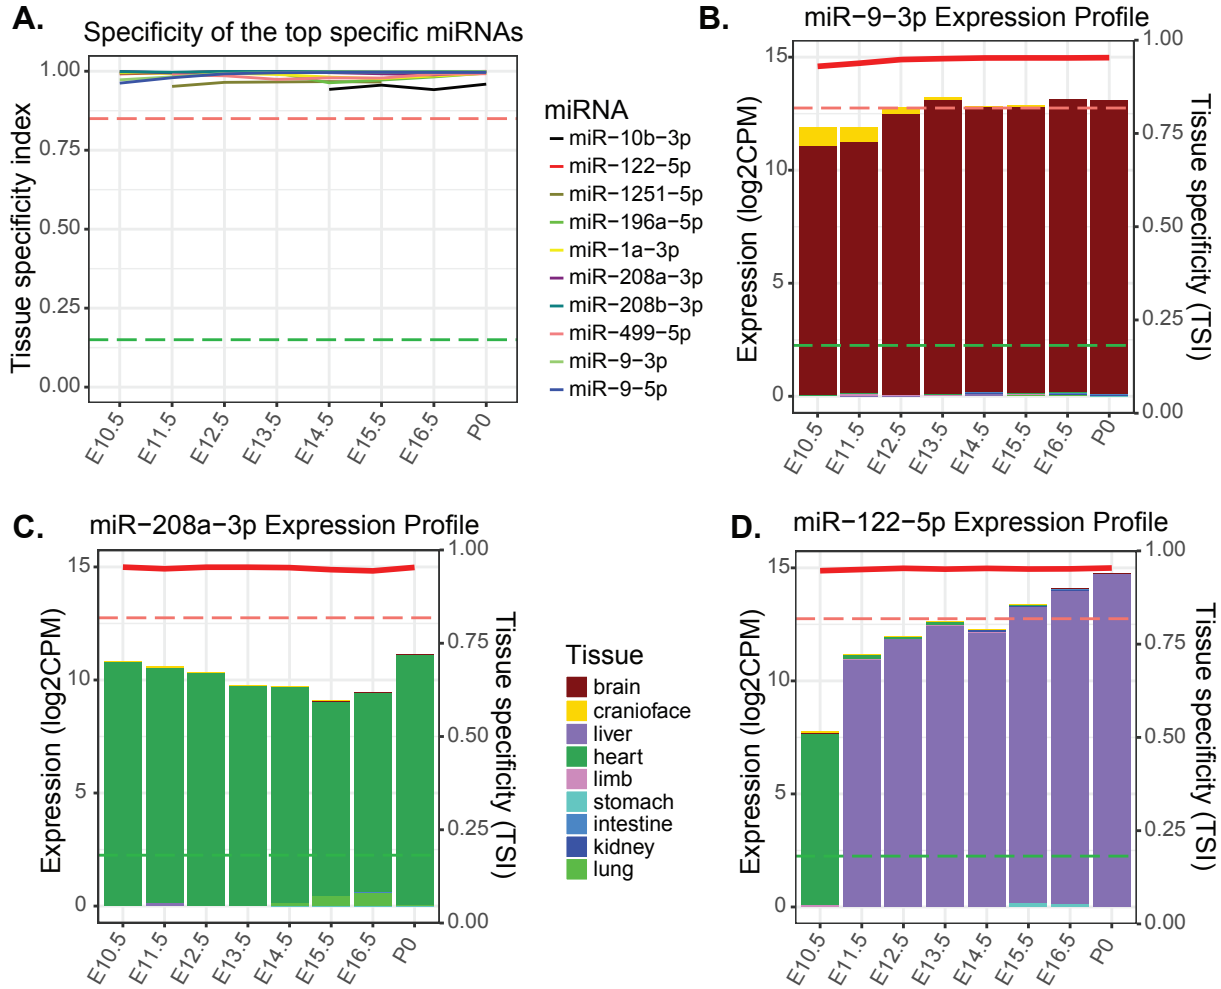 A.
Specificity of the top specific miRNAs
Tissue specificity index
1.00
0.75
0.50
0.25
0.00
E10.5
E11.5
E12.5
E13.5
E14.5
E15.5
E16.5
P0
miRNA
miR−10b−3p
miR−122−5p
miR−1251−5p
miR−196a−5p
miR−1a−3p
miR−208a−3p
miR−208b−3p
miR−499−5p
miR−9−3p
miR−9−5p
B.
miR−9−3p Expression Profile
Expression (log2CPM)
15
10
5
0
1.00
0.75
0.50
0.25
0.00
Tissue specificity (TSI)
E10.5
E11.5
E12.5
E13.5
E14.5
E15.5
E16.5
P0
C.
miR−208a−3p Expression Profile
Expression (log2CPM)
15
10
5
0
1.00
0.75
0.50
0.25
0.00
Tissue specificity (TSI)
E10.5
E11.5
E12.5
E13.5
E14.5
E15.5
E16.5
P0
Tissue
brain
cranioface
liver
heart
limb
stomach
intestine
kidney
lung
D.
miR−122−5p Expression Profile
Expression (log2CPM)
15
10
5
0
1.00
0.75
0.50
0.25
0.00
Tissue specificity (TSI)
E10.5
E11.5
E12.5
E13.5
E14.5
E15.5
E16.5
P0